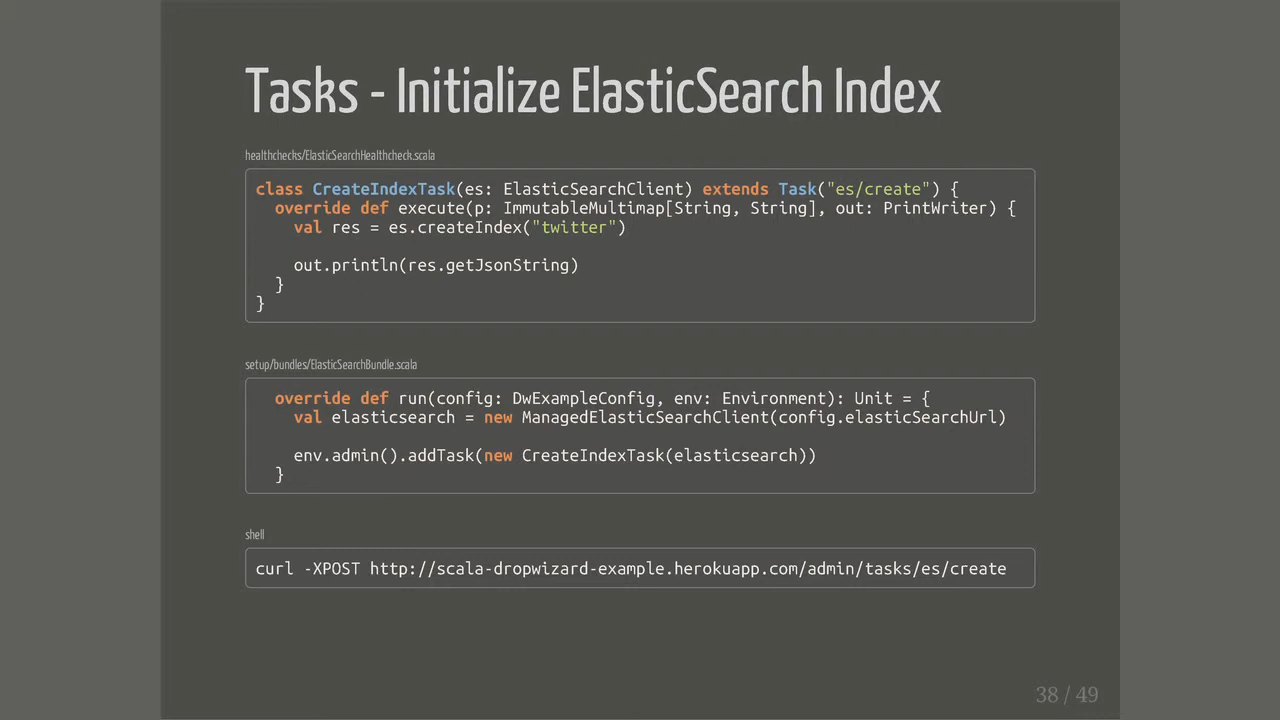 Tasks - Initialize ElasticSearch Index
healthchecks/ElasticSearchHealthcheck.scala
class CreateIndexTask(es: ElasticSearchClient) extends Task("es/create") {
  override def execute(p: ImmutableMultimap[String, String], out: PrintWriter) {
    val res = es.createIndex("twitter")
    out.println(res.getJsonString)
  }
}
setup/bundles/ElasticSearchBundle.scala
  override def run(config: DwExampleConfig, env: Environment): Unit = {
    val elasticsearch = new ManagedElasticSearchClient(config.elasticSearchUrl)
    env.admin().addTask(new CreateIndexTask(elasticsearch))
  }
shell
curl -XPOST http://scala-dropwizard-example.herokuapp.com/admin/tasks/es/create
38 / 49